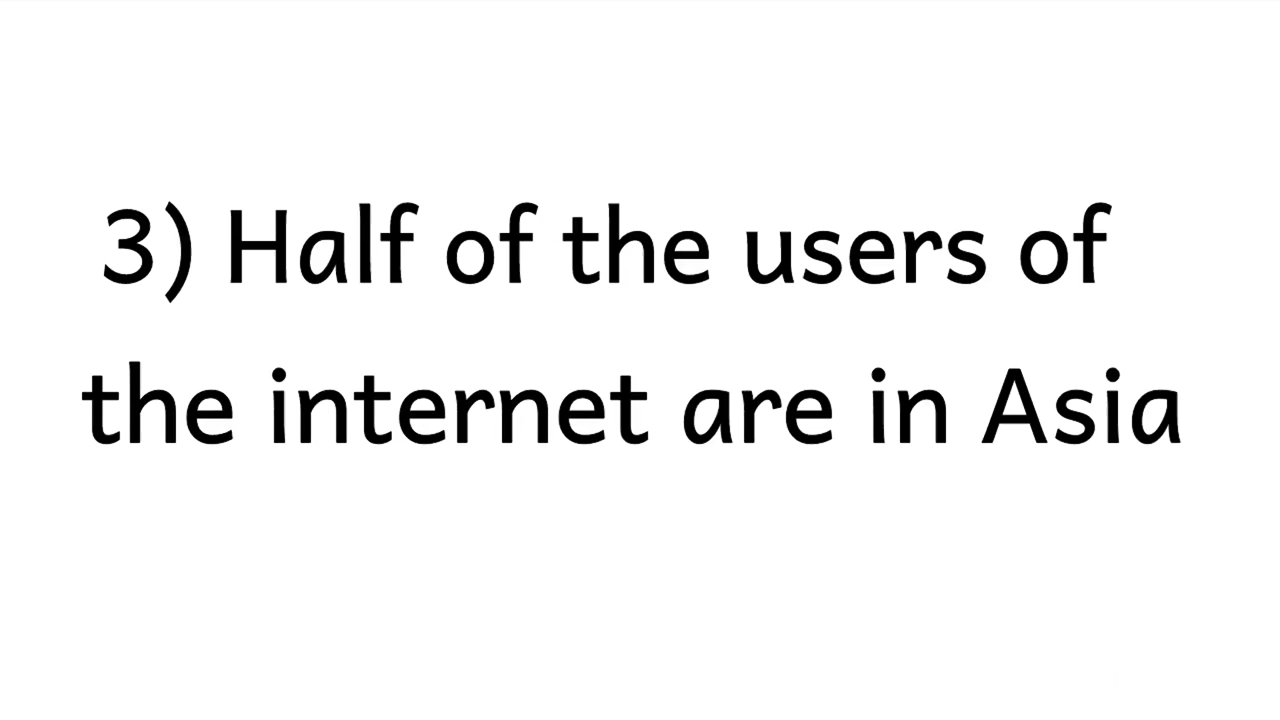 3) Half of the users of
the internet are in Asia